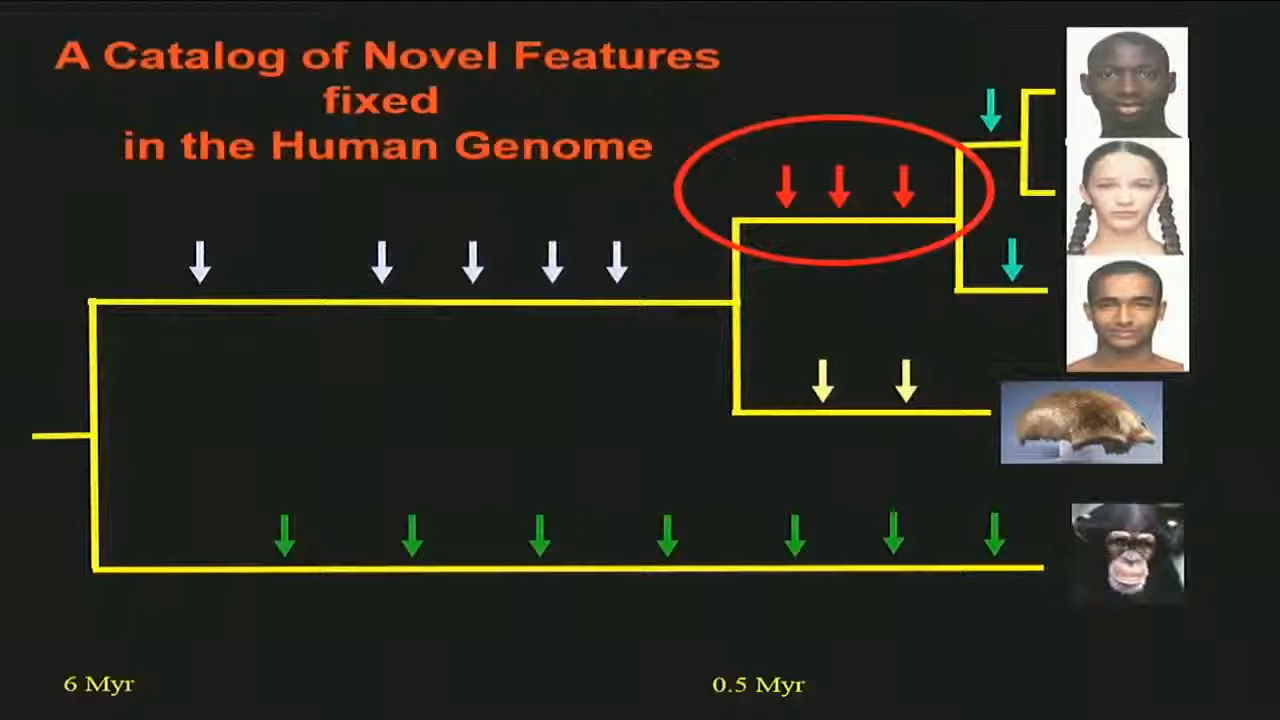 A Catalog of Novel Features
fixed
in the Human Genome
6 Myr
0.5 Myr